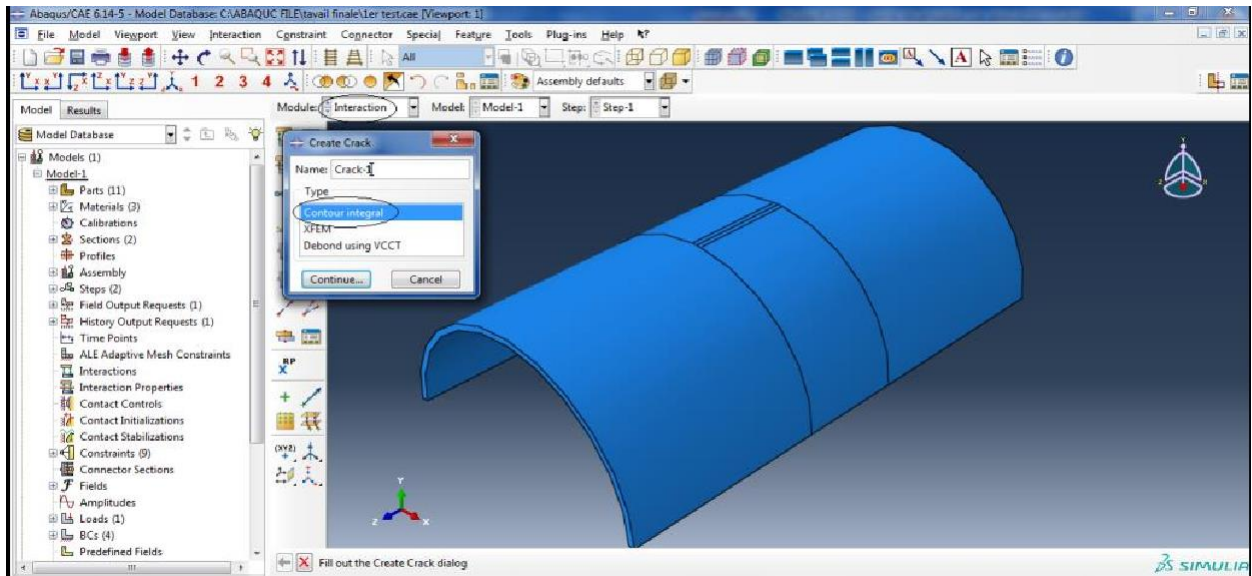 Abaqus/CAE 6.14-5 - Model Database: C:\ABAQUC FILE\tavail finale\1er test.cae [Viewport: 1]
File Model Viewport View Interaction Constraint Connector Special Feature Tools Plug-ins Help
All
1 2 3 4 Assembly defaults
Model Results Module: Interaction Model: Model-1 Step: Step-1
Model Database
Models (1)
Model-1
Parts (11)
Materials (3)
Calibrations
Sections (2)
Profiles
Assembly
Steps (2)
Field Output Requests (1)
History Output Requests (1)
Time Points
ALE Adaptive Mesh Constraints
Interactions
Interaction Properties
Contact Controls
Contact Initializations
Contact Stabilizations
Constraints (9)
Connector Sections
Fields
Amplitudes
Loads (1)
BCs (4)
Predefined Fields
Create Crack
Name: Crack-1
Type
Contour integral
XFEM
Debond using VCCT
Continue... Cancel
RP
(XYZ)
Y
Z X
Fill out the Create Crack dialog
SIMULIA